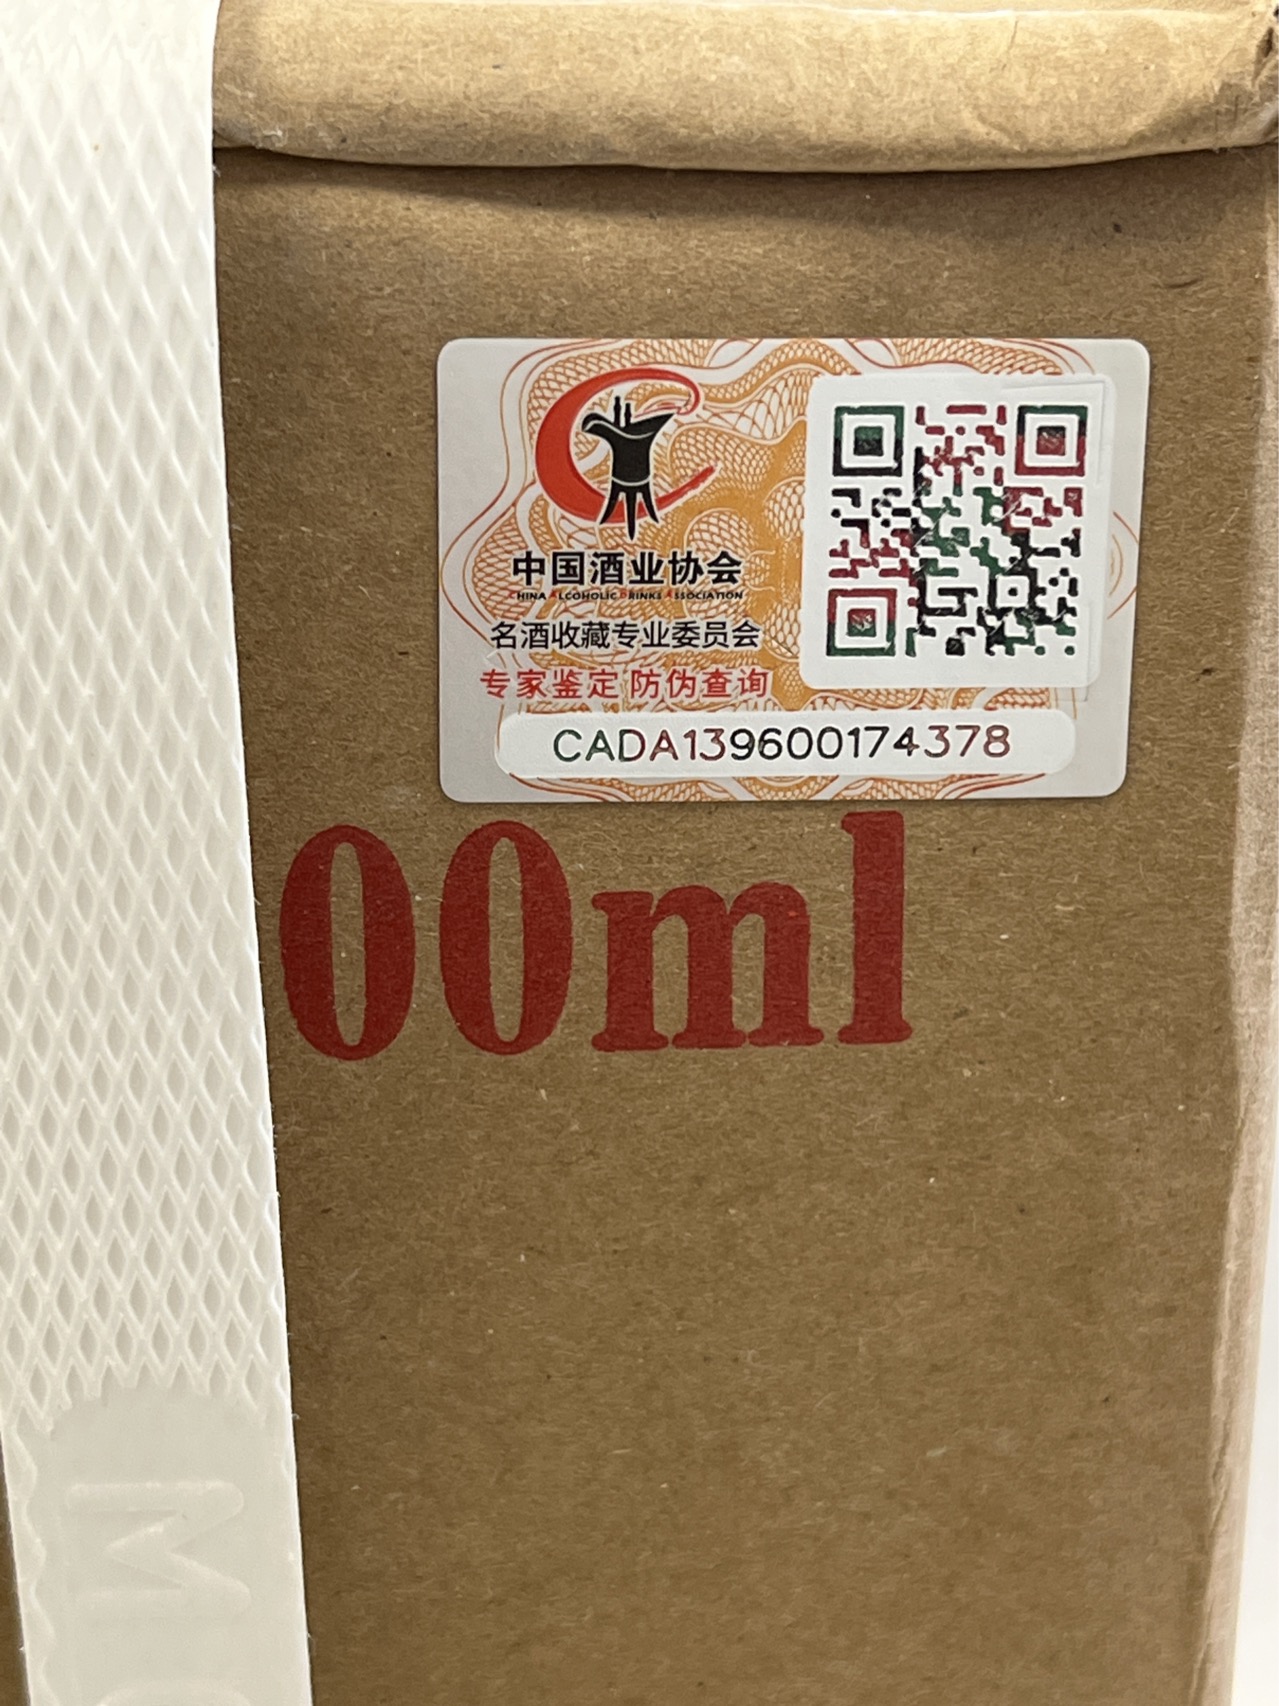 中国酒业协会
CHINA ALCOHOLIC DRINKS ASSOCIATION
名酒收藏专业委员会
专家鉴定 防伪查询
CADA139600174378
00ml
M